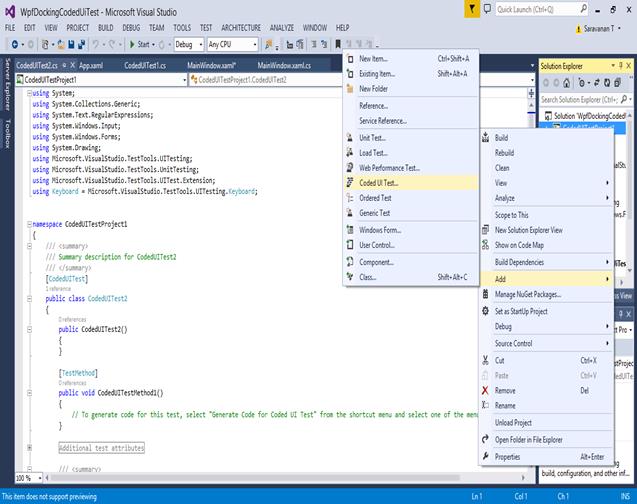 WpfDockingCodedUiTest - Microsoft Visual Studio
Quick Launch (Ctrl+Q)
FILE EDIT VIEW PROJECT BUILD DEBUG TEAM TOOLS TEST ARCHITECTURE ANALYZE WINDOW HELP
Saravanan T
Start Debug Any CPU
CodedUITest2.cs App.xaml CodedUITest1.cs MainWindow.xaml* MainWindow.xaml.cs
CodedUITestProject1 CodedUITestProject1.CodedUITest2
Server Explorer
Toolbox
using System;
using System.Collections.Generic;
using System.Text.RegularExpressions;
using System.Windows.Input;
using System.Windows.Forms;
using System.Drawing;
using Microsoft.VisualStudio.TestTools.UITesting;
using Microsoft.VisualStudio.TestTools.UnitTesting;
using Microsoft.VisualStudio.TestTools.UITest.Extension;
using Keyboard = Microsoft.VisualStudio.TestTools.UITesting.Keyboard;
namespace CodedUITestProject1
{
/// <summary>
/// Summary description for CodedUITest2
/// </summary>
[CodedUITest]
1 reference
public class CodedUITest2
{
0 references
public CodedUITest2()
{
}
[TestMethod]
0 references
public void CodedUITestMethod1()
{
// To generate code for this test, select "Generate Code for Coded UI Test" from the shortcut menu and select one of the menu
}
Additional test attributes
/// <summary>
100 %
New Item... Ctrl+Shift+A
Existing Item... Shift+Alt+A
New Folder
Reference...
Service Reference...
Unit Test...
Load Test...
Web Performance Test...
Coded UI Test...
Ordered Test
Generic Test
Windows Form...
User Control...
Component...
Class... Shift+Alt+C
Solution Explorer
Search Solution Explorer (Ctrl+;)
Solution 'WpfDockingCodedU
CodedUITestProject1
Build
Rebuild
Clean
View
Analyze
Scope to This
New Solution Explorer View
Show on Code Map
Build Dependencies
Add
Manage NuGet Packages...
Set as StartUp Project
Debug
Source Control
Cut Ctrl+X
Paste Ctrl+V
Remove Del
Rename
Unload Project
Open Folder in File Explorer
Properties Alt+Enter
build, configuration, and other inf...
This item does not support previewing
Ln 1 Col 1 Ch 1 INS